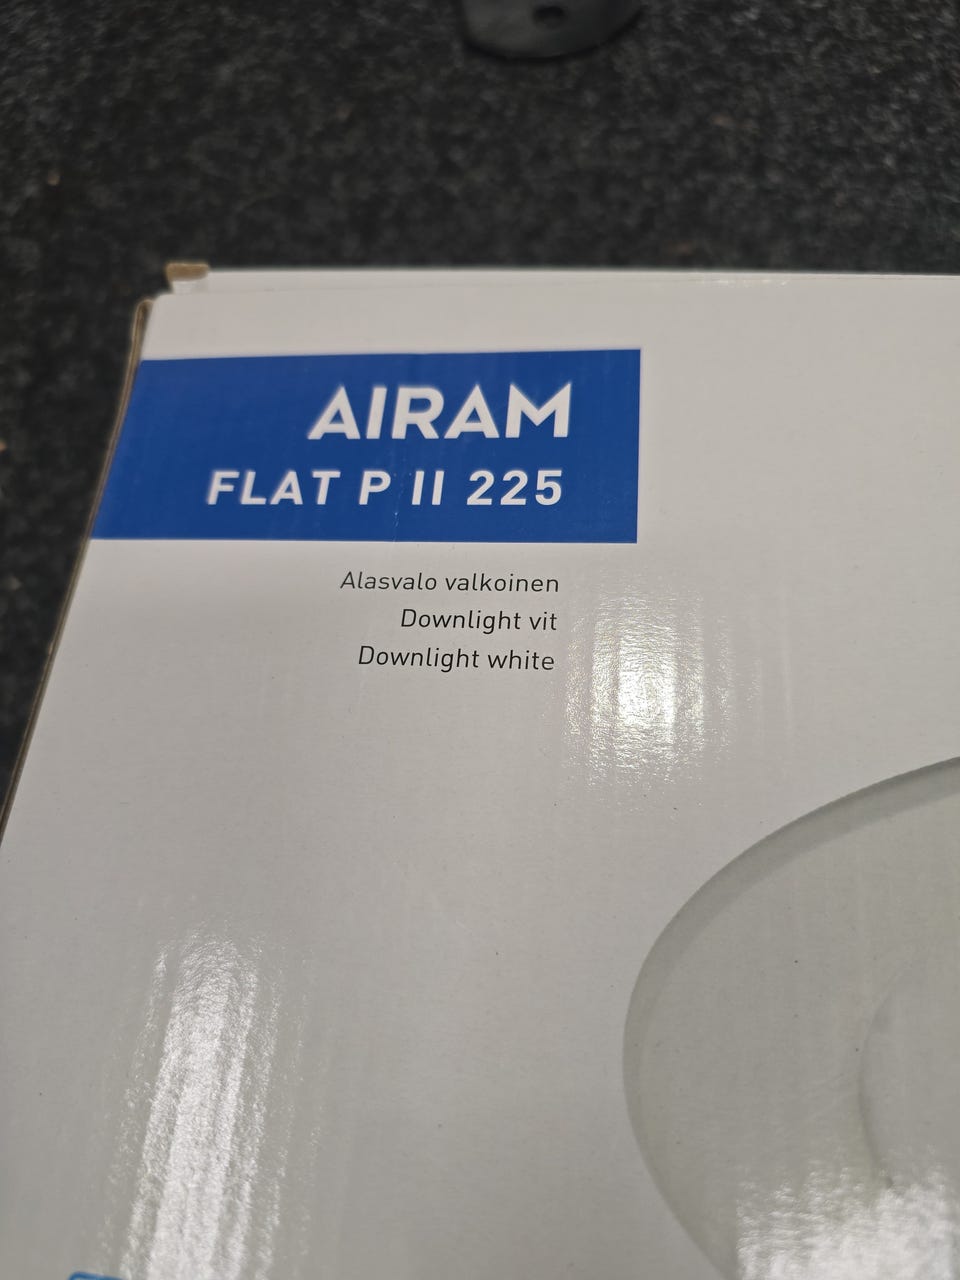 AIRAM
FLAT P II 225
Alasvalo valkoinen
Downlight vit
Downlight white